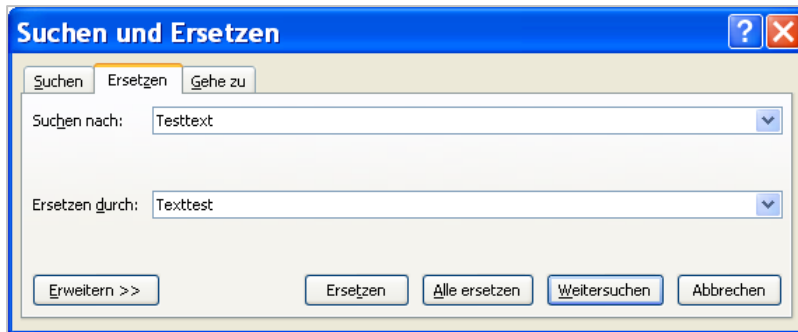 Suchen und Ersetzen
Suchen Ersetzen Gehe zu
Suchen nach: Testtext
Ersetzen durch: Texttest
Erweitern >> Ersetzen Alle ersetzen Weitersuchen Abbrechen